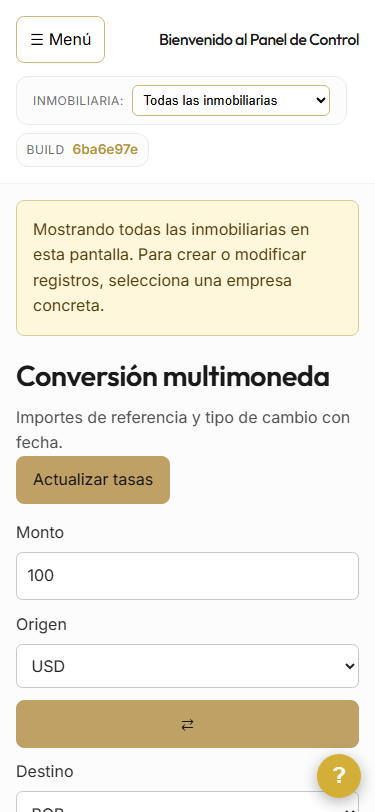 ☰ Menú
Bienvenido al Panel de Control
INMOBILIARIA: Todas las inmobiliarias
BUILD 6ba6e97e
Mostrando todas las inmobiliarias en
esta pantalla. Para crear o modificar
registros, selecciona una empresa
concreta.
Conversión multimoneda
Importes de referencia y tipo de cambio con
fecha.
Actualizar tasas
Monto
100
Origen
USD
⇄
?
Destino